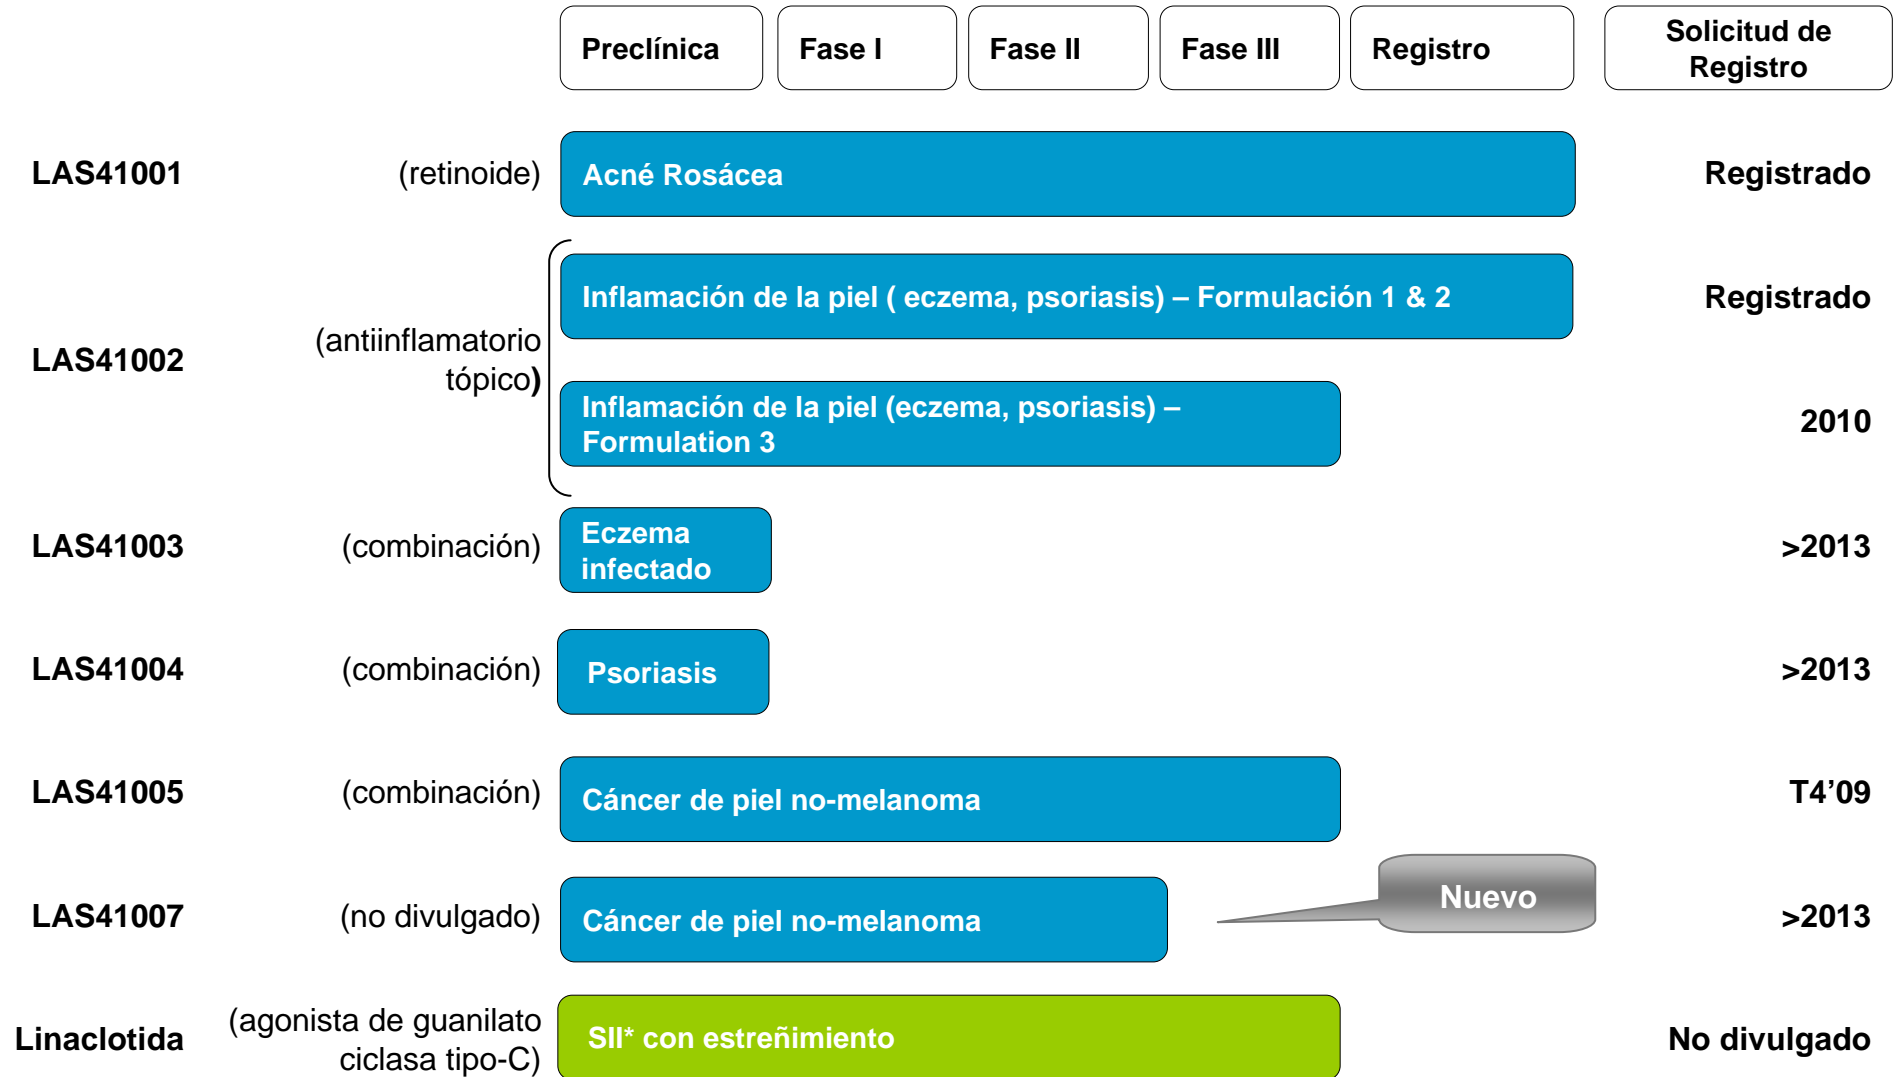 Preclínica
Fase I
Fase II
Fase III
Registro
Solicitud de
Registro
LAS41001
(retinoide)
Acné Rosácea
Registrado
LAS41002
(antiinflamatorio
tópico)
Inflamación de la piel ( eczema, psoriasis) – Formulación 1 & 2
Registrado
Inflamación de la piel (eczema, psoriasis) –
Formulation 3
2010
LAS41003
(combinación)
Eczema
infectado
>2013
LAS41004
(combinación)
Psoriasis
>2013
LAS41005
(combinación)
Cáncer de piel no-melanoma
T4’09
LAS41007
(no divulgado)
Cáncer de piel no-melanoma
Nuevo
>2013
Linaclotida
(agonista de guanilato
ciclasa tipo-C)
SII* con estreñimiento
No divulgado